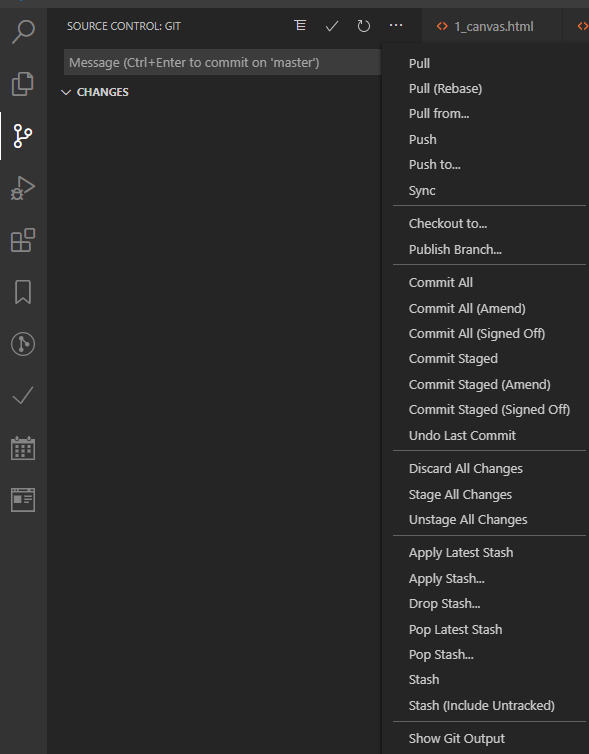 SOURCE CONTROL: GIT
1_canvas.html
Message (Ctrl+Enter to commit on 'master')
CHANGES
Pull
Pull (Rebase)
Pull from...
Push
Push to...
Sync
Checkout to...
Publish Branch...
Commit All
Commit All (Amend)
Commit All (Signed Off)
Commit Staged
Commit Staged (Amend)
Commit Staged (Signed Off)
Undo Last Commit
Discard All Changes
Stage All Changes
Unstage All Changes
Apply Latest Stash
Apply Stash...
Drop Stash...
Pop Latest Stash
Pop Stash...
Stash
Stash (Include Untracked)
Show Git Output